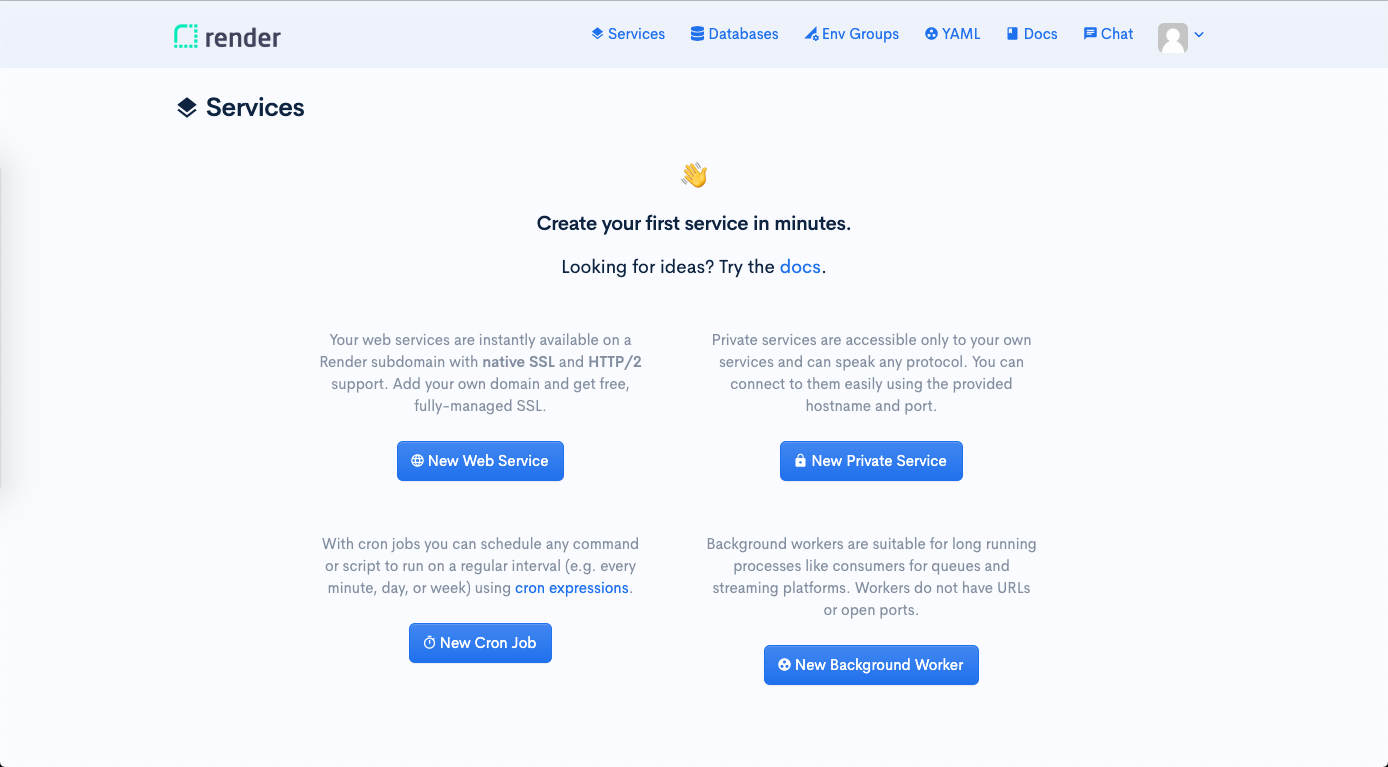 render
Services Databases Env Groups YAML Docs Chat
Services
Create your first service in minutes.
Looking for ideas? Try the docs.
Your web services are instantly available on a
Render subdomain with native SSL and HTTP/2
support. Add your own domain and get free,
fully-managed SSL.
New Web Service
Private services are accessible only to your own
services and can speak any protocol. You can
connect to them easily using the provided
hostname and port.
New Private Service
With cron jobs you can schedule any command
or script to run on a regular interval (e.g. every
minute, day, or week) using cron expressions.
New Cron Job
Background workers are suitable for long running
processes like consumers for queues and
streaming platforms. Workers do not have URLs
or open ports.
New Background Worker